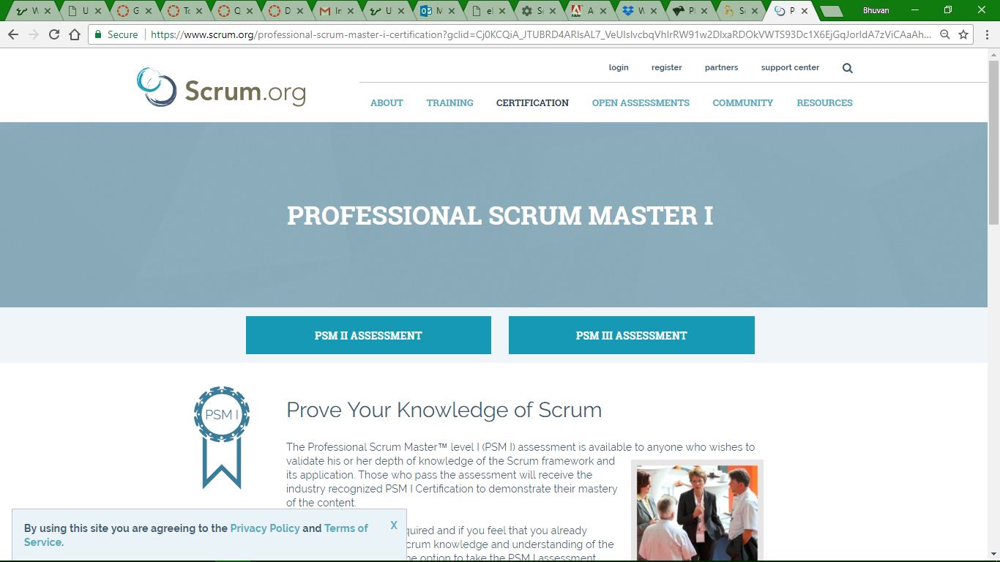 W
U
G
To
Q
D
In
U
M
el
Se
A
W
Pl
Sc
P
Bhuvan
Secure
https://www.scrum.org/professional-scrum-master-i-certification?gclid=
login register partners support center
Scrum.org
ABOUT TRAINING CERTIFICATION OPEN ASSESSMENTS COMMUNITY RESOURCES
PROFESSIONAL SCRUM MASTER I
PSM II ASSESSMENT PSM III ASSESSMENT
PSM I
Prove Your Knowledge of Scrum
The Professional Scrum Master™ level I (PSM I) assessment is available to anyone who wishes to
validate his or her depth of knowledge of the Scrum framework and
its application. Those who pass the assessment will receive the
industry recognized PSM I Certification to demonstrate their mastery
of the content.
quired and if you feel that you already
crum knowledge and understanding of the
he option to take the PSM I assessment
By using this site you are agreeing to the Privacy Policy and Terms of
Service.
X